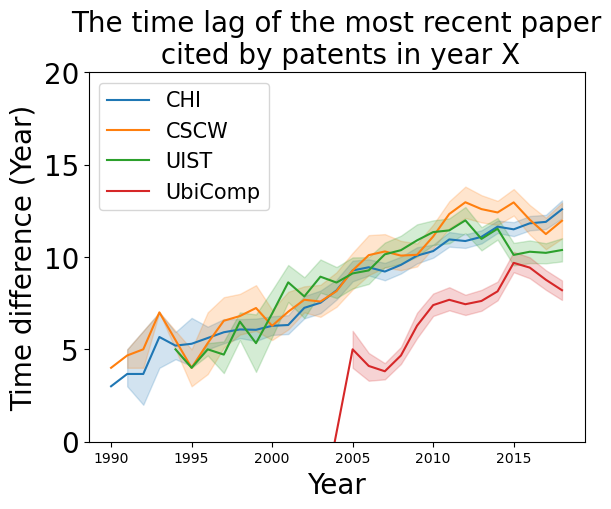 The time lag of the most recent paper
cited by patents in year X
20
15
10
5
0
Time difference (Year)
CHI
CSCW
UIST
UbiComp
1990 1995 2000 2005 2010 2015
Year